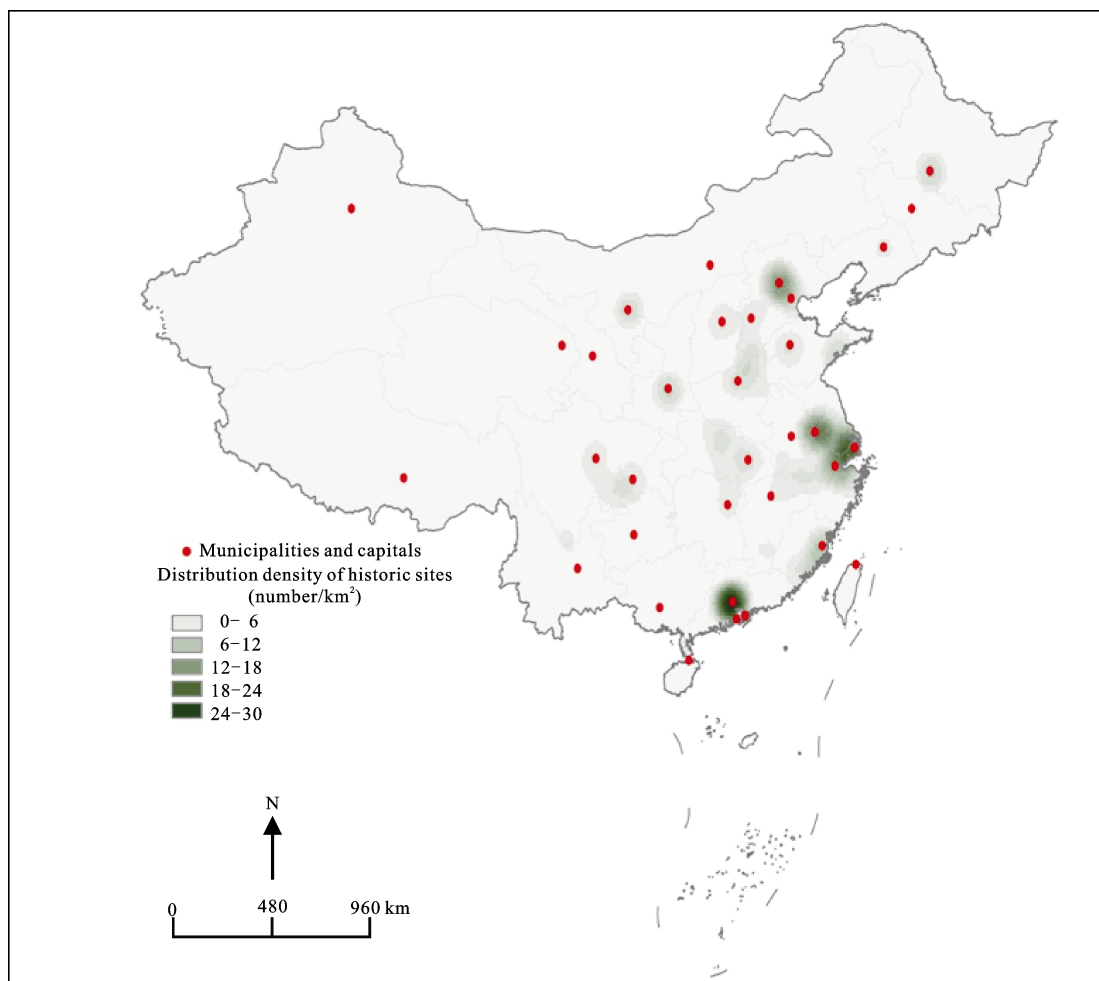 Municipalities and capitals
Distribution density of historic sites
(number/km²)
0– 6
6–12
12–18
18–24
24–30
N
0 480 960 km